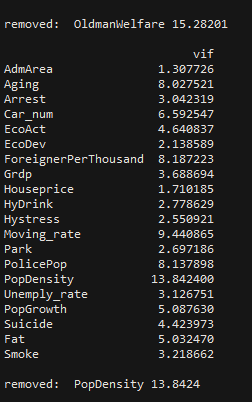 removed:  OldmanWelfare 15.28201
vif
AdmArea 1.307726
Aging 8.027521
Arrest 3.042319
Car_num 6.592547
EcoAct 4.640837
EcoDev 2.138589
ForeignerPerThousand 8.187223
Grdp 3.688694
Houseprice 1.710185
HyDrink 2.778629
Hystress 2.550921
Moving_rate 9.440865
Park 2.697186
PolicePop 8.137898
PopDensity 13.842400
Unemply_rate 3.126751
PopGrowth 5.087630
Suicide 4.423973
Fat 5.032470
Smoke 3.218662
removed:  PopDensity 13.8424